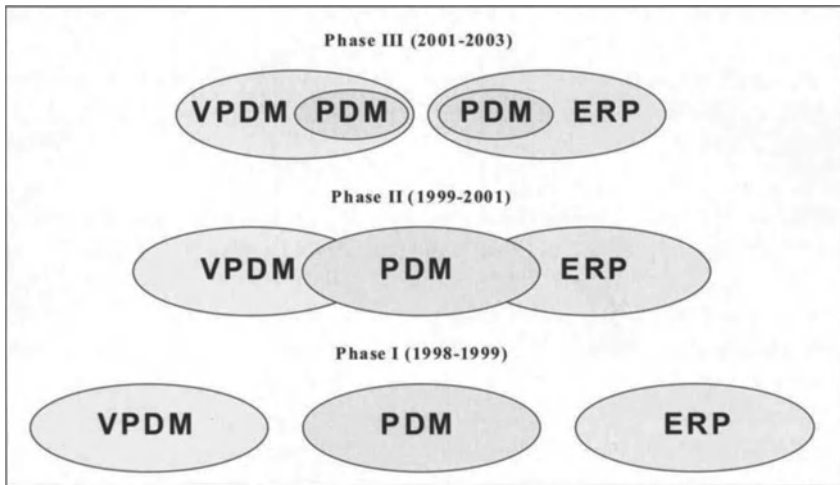 Phase III (2001-2003)
VPDM PDM PDM ERP
Phase II (1999-2001)
VPDM PDM ERP
Phase I (1998-1999)
VPDM PDM ERP